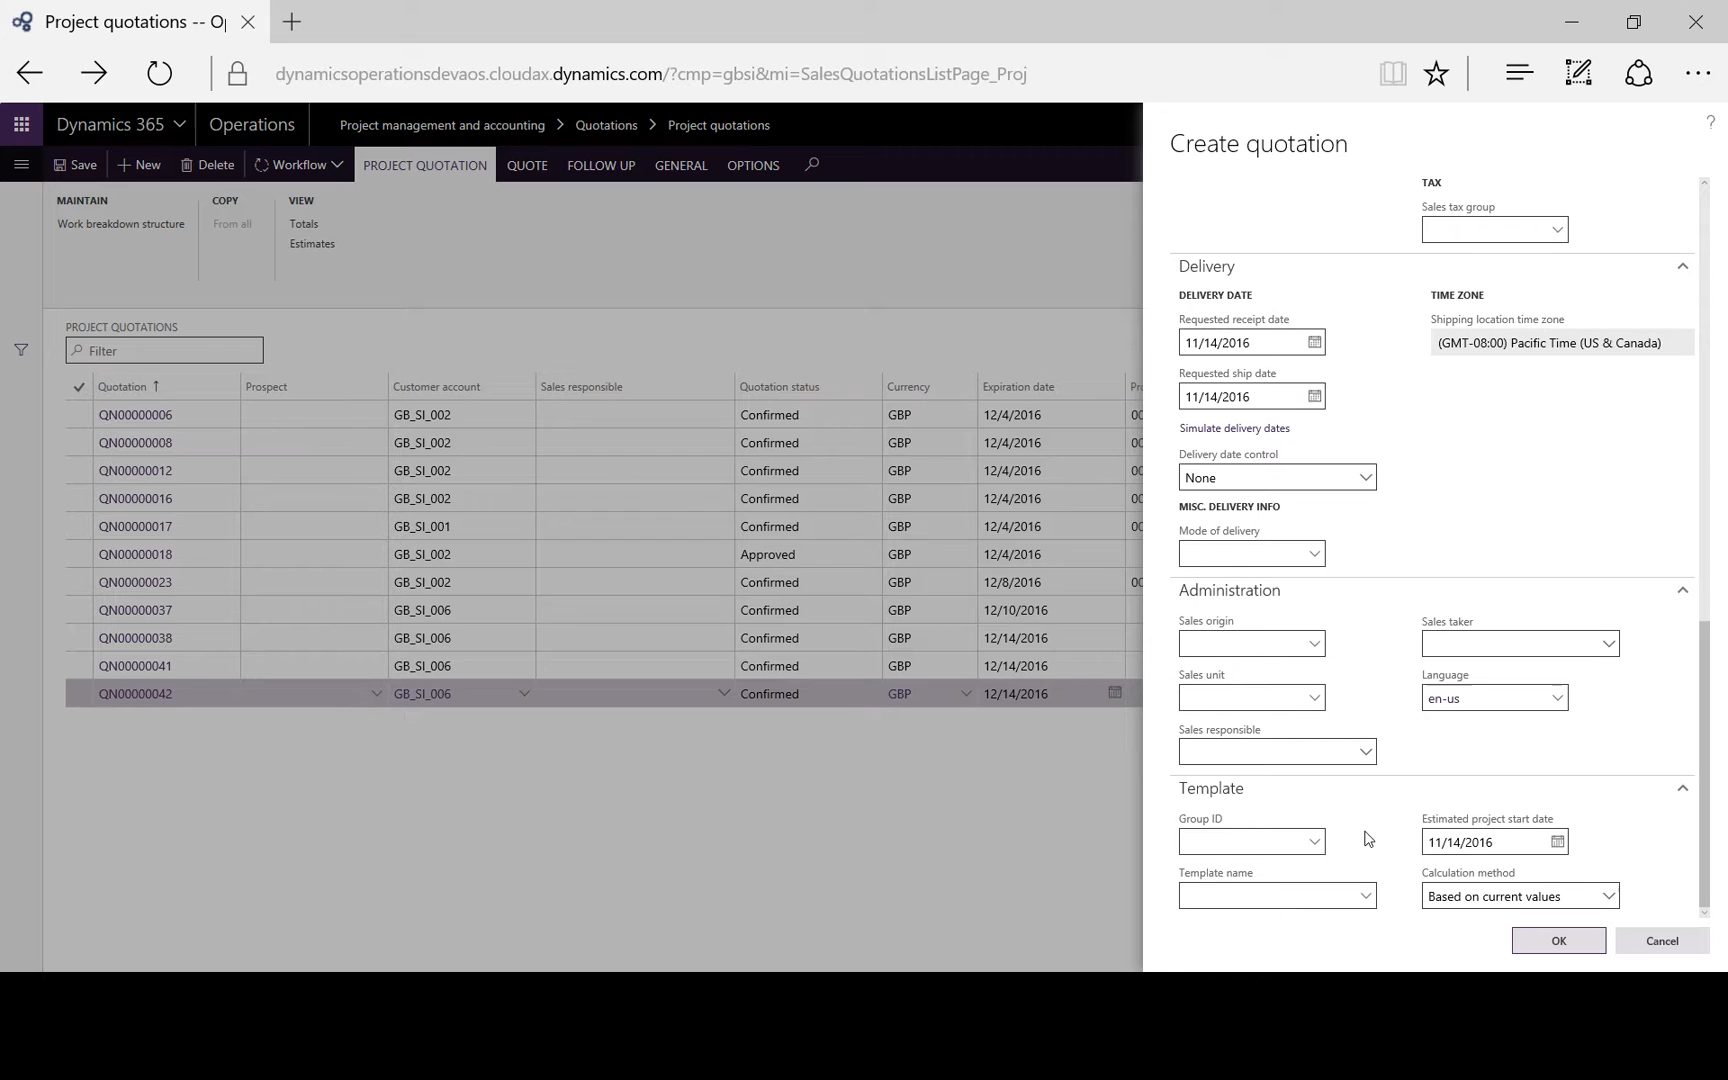 Project quotations -- Op
dynamicsoperationsdevaos.cloudax.dynamics.com/?cmp=gbsi&mi=SalesQuotationsListPage_Proj
Dynamics 365 Operations Project management and accounting > Quotations > Project quotations
Save New Delete Workflow PROJECT QUOTATION QUOTE FOLLOW UP GENERAL OPTIONS
MAINTAIN COPY VIEW
Work breakdown structure From all Totals
Estimates
PROJECT QUOTATIONS
Filter
Quotation Prospect Customer account Sales responsible Quotation status Currency Expiration date Pr
QN00000006 GB_SI_002 Confirmed GBP 12/4/2016 00
QN00000008 GB_SI_002 Confirmed GBP 12/4/2016 00
QN00000012 GB_SI_002 Confirmed GBP 12/4/2016 00
QN00000016 GB_SI_002 Confirmed GBP 12/4/2016 00
QN00000017 GB_SI_001 Confirmed GBP 12/4/2016 00
QN00000018 GB_SI_002 Approved GBP 12/4/2016
QN00000023 GB_SI_002 Confirmed GBP 12/8/2016 00
QN00000037 GB_SI_006 Confirmed GBP 12/10/2016
QN00000038 GB_SI_006 Confirmed GBP 12/14/2016
QN00000041 GB_SI_006 Confirmed GBP 12/14/2016
QN00000042 GB_SI_006 Confirmed GBP 12/14/2016
?
Create quotation
TAX
Sales tax group
Delivery
DELIVERY DATE TIME ZONE
Requested receipt date Shipping location time zone
11/14/2016 (GMT-08:00) Pacific Time (US & Canada)
Requested ship date
11/14/2016
Simulate delivery dates
Delivery date control
None
MISC. DELIVERY INFO
Mode of delivery
Administration
Sales origin Sales taker
Sales unit Language
en-us
Sales responsible
Template
Group ID Estimated project start date
11/14/2016
Template name Calculation method
Based on current values
OK Cancel